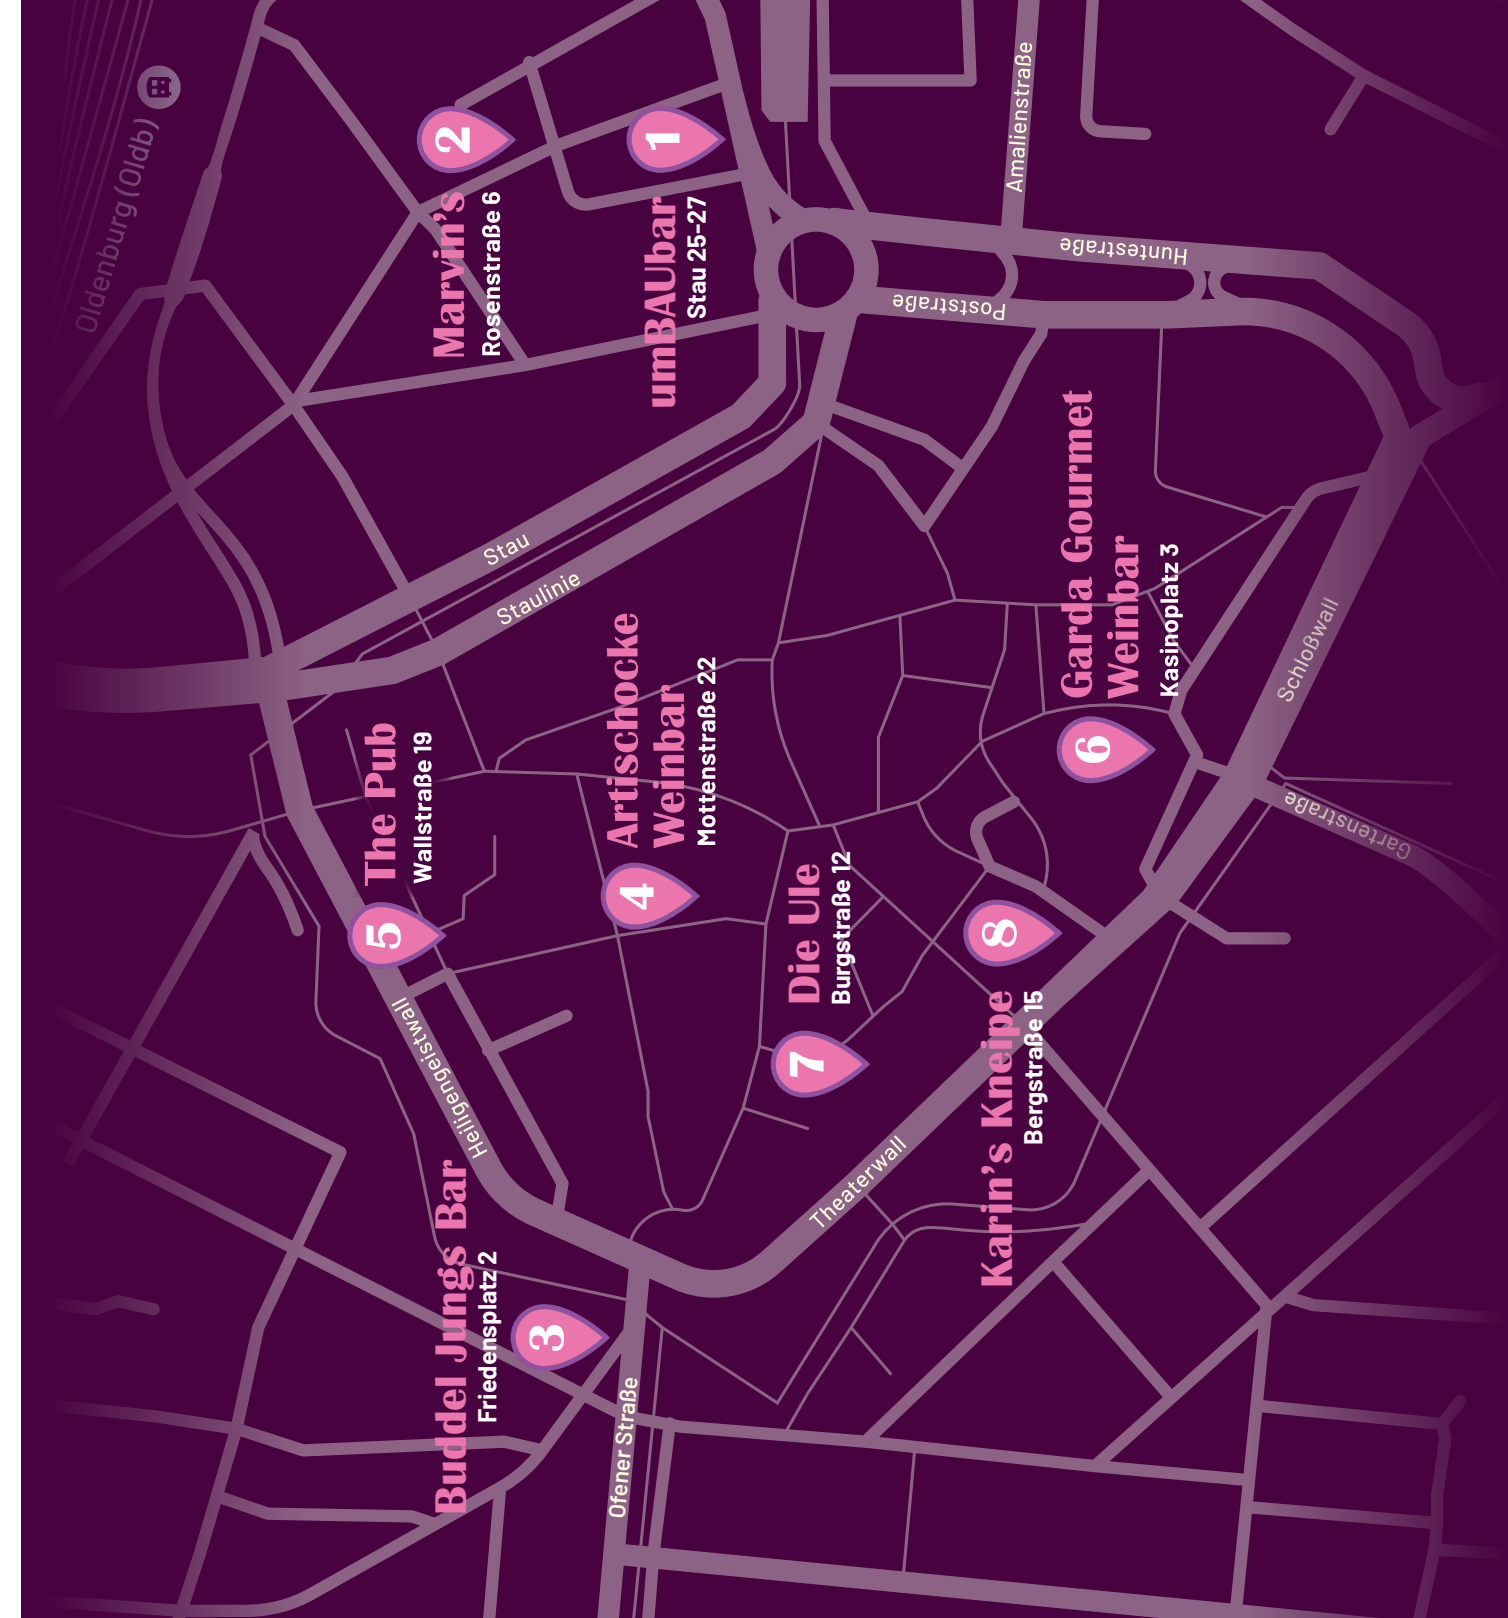 Oldenburg (Oldb)
2
Marvin’s
Rosenstraße 6
1
umBAUbar
Stau 25-27
Amalienstraße
Huntestraße
Poststraße
Stau
Staulinie
5
The Pub
Wallstraße 19
4
Artischocke
Weinbar
Mottenstraße 22
6
Garda Gourmet
Weinbar
Kasinoplatz 3
Schloßwall
Gartenstraße
Heiligengeistwall
7
Die Ule
Burgstraße 12
8
Karin’s Kneipe
Bergstraße 15
Theaterwall
3
Buddel Jungs Bar
Friedensplatz 2
Ofener Straße